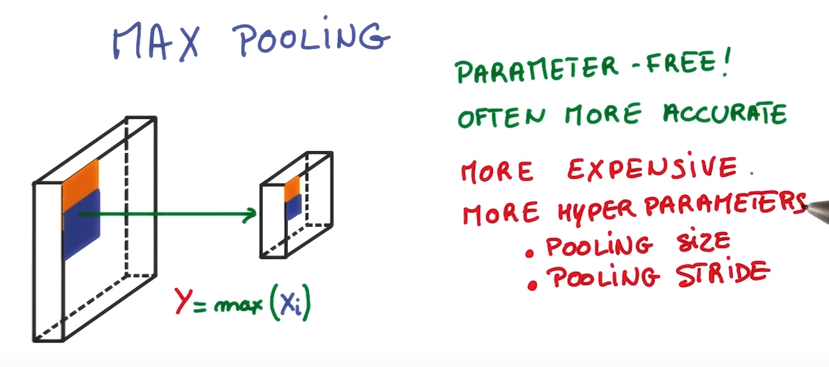 MAX POOLING
Y = max (Xi)
PARAMETER - FREE!
OFTEN MORE ACCURATE
MORE EXPENSIVE.
MORE HYPER PARAMETERS
• POOLING SIZE
• POOLING STRIDE